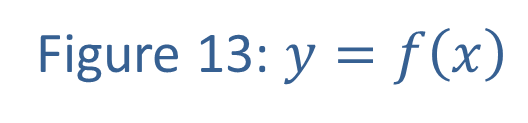 Figure 13: y = f(x)